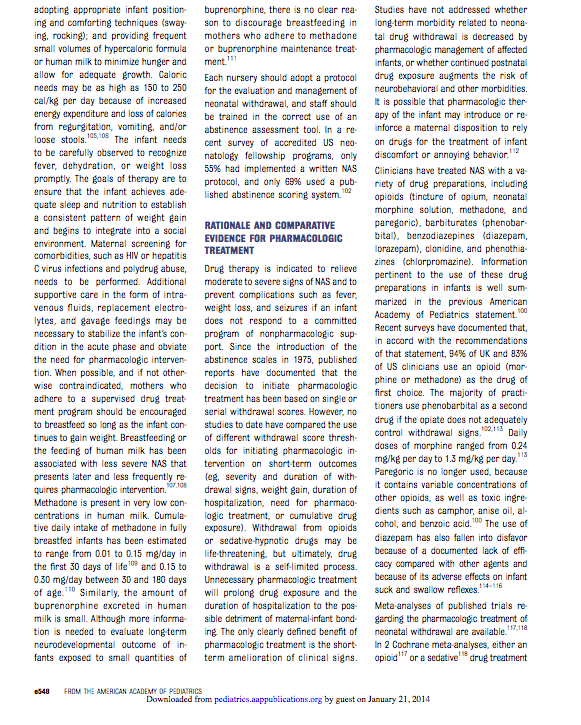 adopting appropriate infant position-
ing and comforting techniques (sway-
ing, rocking); and providing frequent
small volumes of hypercaloric formula
or human milk to minimize hunger and
allow for adequate growth. Caloric
needs may be as high as 150 to 250
cal/kg per day because of increased
energy expenditure and loss of calories
from regurgitation, vomiting, and/or
loose stools.105,106 The infant needs
to be carefully observed to recognize
fever, dehydration, or weight loss
promptly. The goals of therapy are to
ensure that the infant achieves ade-
quate sleep and nutrition to establish
a consistent pattern of weight gain
and begins to integrate into a social
environment. Maternal screening for
comorbidities, such as HIV or hepatitis
C virus infections and polydrug abuse,
needs to be performed. Additional
supportive care in the form of intra-
venous fluids, replacement electro-
lytes, and gavage feedings may be
necessary to stabilize the infant's con-
dition in the acute phase and obviate
the need for pharmacologic interven-
tion. When possible, and if not other-
wise contraindicated, mothers who
adhere to a supervised drug treat-
ment program should be encouraged
to breastfeed so long as the infant con-
tinues to gain weight. Breastfeeding or
the feeding of human milk has been
associated with less severe NAS that
presents later and less frequently re-
quires pharmacologic intervention.107,108
Methadone is present in very low con-
centrations in human milk. Cumula-
tive daily intake of methadone in fully
breastfed infants has been estimated
to range from 0.01 to 0.15 mg/day in
the first 30 days of life109 and 0.15 to
0.30 mg/day between 30 and 180 days
of age.110 Similarly, the amount of
buprenorphine excreted in human
milk is small. Although more informa-
tion is needed to evaluate long-term
neurodevelopmental outcome of in-
fants exposed to small quantities of
buprenorphine, there is no clear rea-
son to discourage breastfeeding in
mothers who adhere to methadone
or buprenorphine maintenance treat-
ment.111
Each nursery should adopt a protocol
for the evaluation and management of
neonatal withdrawal, and staff should
be trained in the correct use of an
abstinence assessment tool. In a re-
cent survey of accredited US neo-
natology fellowship programs, only
55% had implemented a written NAS
protocol, and only 69% used a pub-
lished abstinence scoring system.102
RATIONALE AND COMPARATIVE
EVIDENCE FOR PHARMACOLOGIC
TREATMENT
Drug therapy is indicated to relieve
moderate to severe signs of NAS and to
prevent complications such as fever,
weight loss, and seizures if an infant
does not respond to a committed
program of nonpharmacologic sup-
port. Since the introduction of the
abstinence scales in 1975, published
reports have documented that the
decision to initiate pharmacologic
treatment has been based on single or
serial withdrawal scores. However, no
studies to date have compared the use
of different withdrawal score thresh-
olds for initiating pharmacologic in-
tervention on short-term outcomes
(eg, severity and duration of with-
drawal signs, weight gain, duration of
hospitalization, need for pharmaco-
logic treatment, or cumulative drug
exposure). Withdrawal from opioids
or sedative-hypnotic drugs may be
life-threatening, but ultimately, drug
withdrawal is a self-limited process.
Unnecessary pharmacologic treatment
will prolong drug exposure and the
duration of hospitalization to the pos-
sible detriment of maternal-infant bond-
ing. The only clearly defined benefit of
pharmacologic treatment is the short-
term amelioration of clinical signs.
Studies have not addressed whether
long-term morbidity related to neona-
tal drug withdrawal is decreased by
pharmacologic management of affected
infants, or whether continued postnatal
drug exposure augments the risk of
neurobehavioral and other morbidities.
It is possible that pharmacologic ther-
apy of the infant may introduce or re-
inforce a maternal disposition to rely
on drugs for the treatment of infant
discomfort or annoying behavior.112
Clinicians have treated NAS with a va-
riety of drug preparations, including
opioids (tincture of opium, neonatal
morphine solution, methadone, and
paregoric), barbiturates (phenobar-
bital), benzodiazepines (diazepam,
lorazepam), clonidine, and phenothia-
zines (chlorpromazine). Information
pertinent to the use of these drug
preparations in infants is well sum-
marized in the previous American
Academy of Pediatrics statement.100
Recent surveys have documented that,
in accord with the recommendations
of that statement, 94% of UK and 83%
of US clinicians use an opioid (mor-
phine or methadone) as the drug of
first choice. The majority of practi-
tioners use phenobarbital as a second
drug if the opiate does not adequately
control withdrawal signs.102,113 Daily
doses of morphine ranged from 0.24
mg/kg per day to 1.3 mg/kg per day.113
Paregoric is no longer used, because
it contains variable concentrations of
other opioids, as well as toxic ingre-
dients such as camphor, anise oil, al-
cohol, and benzoic acid.100 The use of
diazepam has also fallen into disfavor
because of a documented lack of effi-
cacy compared with other agents and
because of its adverse effects on infant
suck and swallow reflexes.114–116
Meta-analyses of published trials re-
garding the pharmacologic treatment of
neonatal withdrawal are available.117,118
In 2 Cochrane meta-analyses, either an
opioid117 or a sedative118 drug treatment
e548 FROM THE AMERICAN ACADEMY OF PEDIATRICS
Downloaded from pediatrics.aappublications.org by guest on January 21, 2014